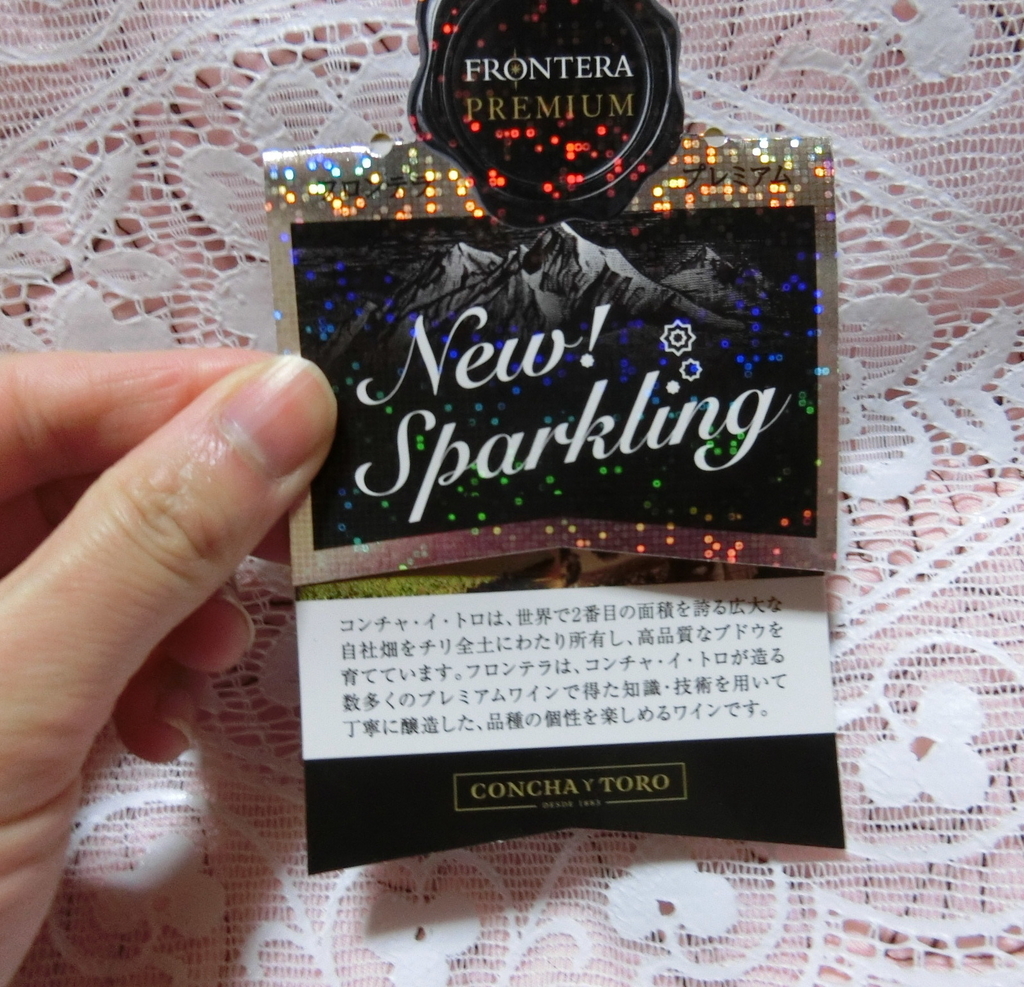 FRONTERA
PREMIUM
フロンテラ プレミアム
New!
Sparkling
コンチャ・イ・トロは、世界で2番目の面積を誇る広大な
自社畑をチリ全土にわたり所有し、高品質なブドウを
育てています。フロンテラは、コンチャ・イ・トロが造る
数多くのプレミアムワインで得た知識・技術を用いて
丁寧に醸造した、品種の個性を楽しめるワインです。
CONCHA Y TORO
DESDE 1883